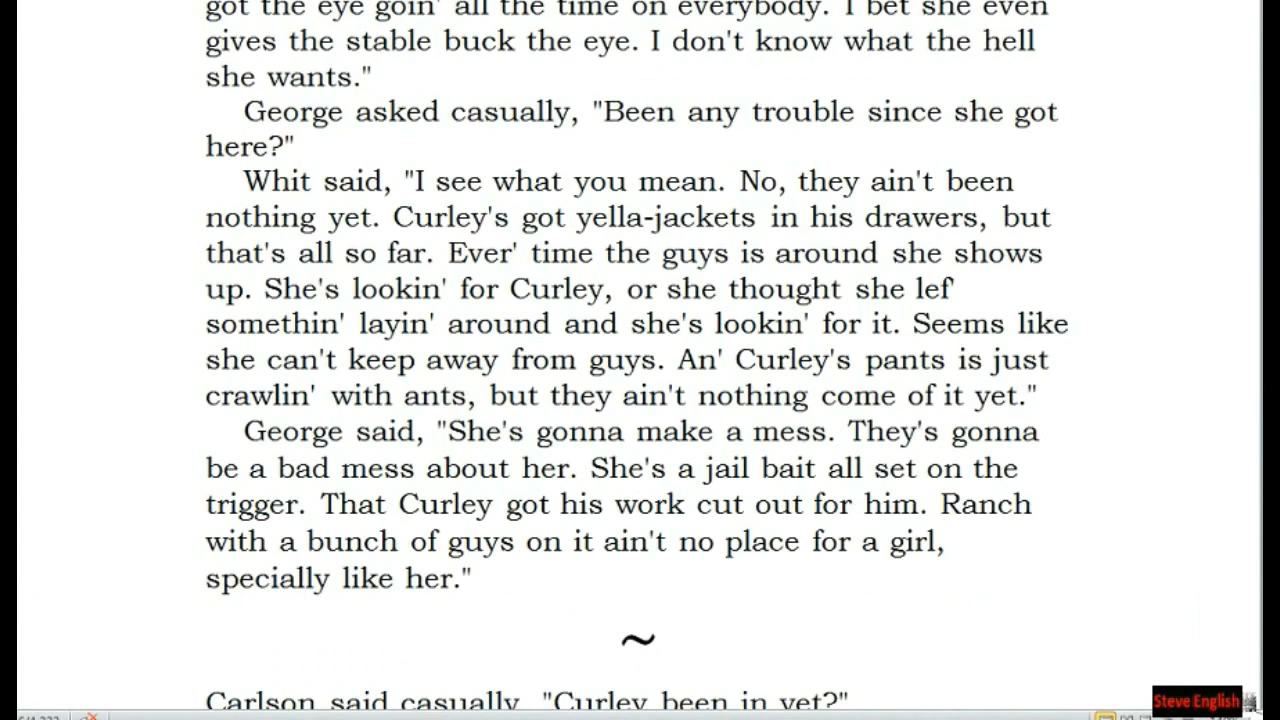 got the eye goin' all the time on everybody. I bet she even
gives the stable buck the eye. I don't know what the hell
she wants."
George asked casually, "Been any trouble since she got
here?"
Whit said, "I see what you mean. No, they ain't been
nothing yet. Curley's got yella-jackets in his drawers, but
that's all so far. Ever' time the guys is around she shows
up. She's lookin' for Curley, or she thought she lef'
somethin' layin' around and she's lookin' for it. Seems like
she can't keep away from guys. An' Curley's pants is just
crawlin' with ants, but they ain't nothing come of it yet."
George said, "She's gonna make a mess. They's gonna
be a bad mess about her. She's a jail bait all set on the
trigger. That Curley got his work cut out for him. Ranch
with a bunch of guys on it ain't no place for a girl,
specially like her."
~
Carlson said casually, "Curley been in yet?"
Steve English